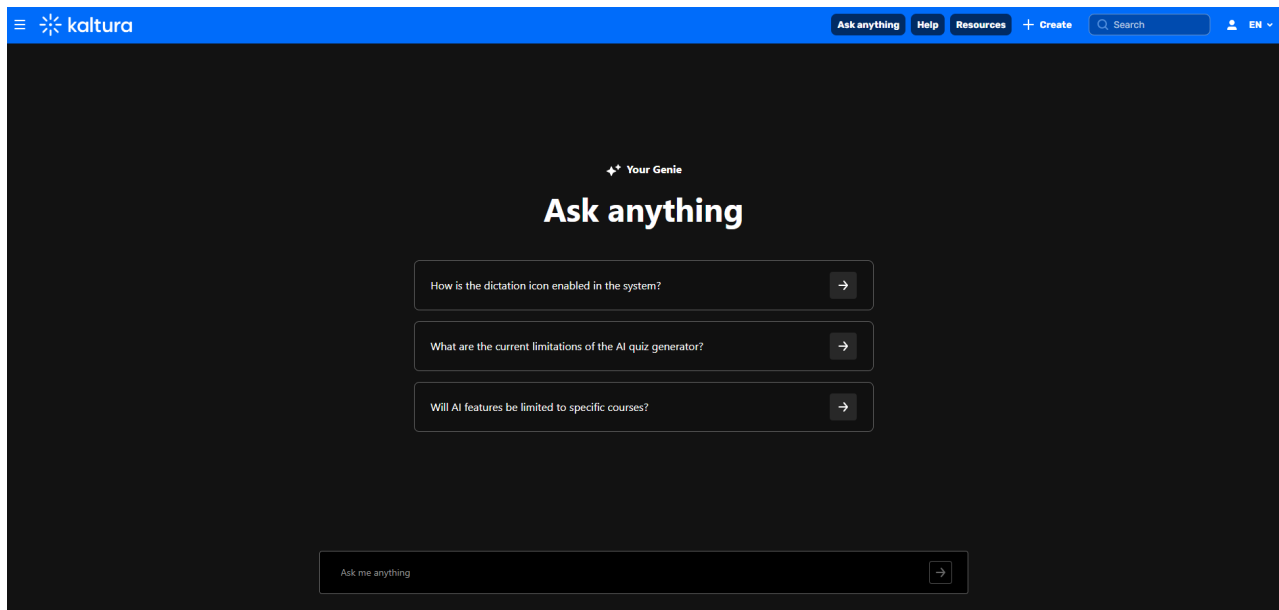 kaltura
Ask anything Help Resources + Create Search EN
Your Genie
Ask anything
How is the dictation icon enabled in the system?
What are the current limitations of the AI quiz generator?
Will AI features be limited to specific courses?
Ask me anything